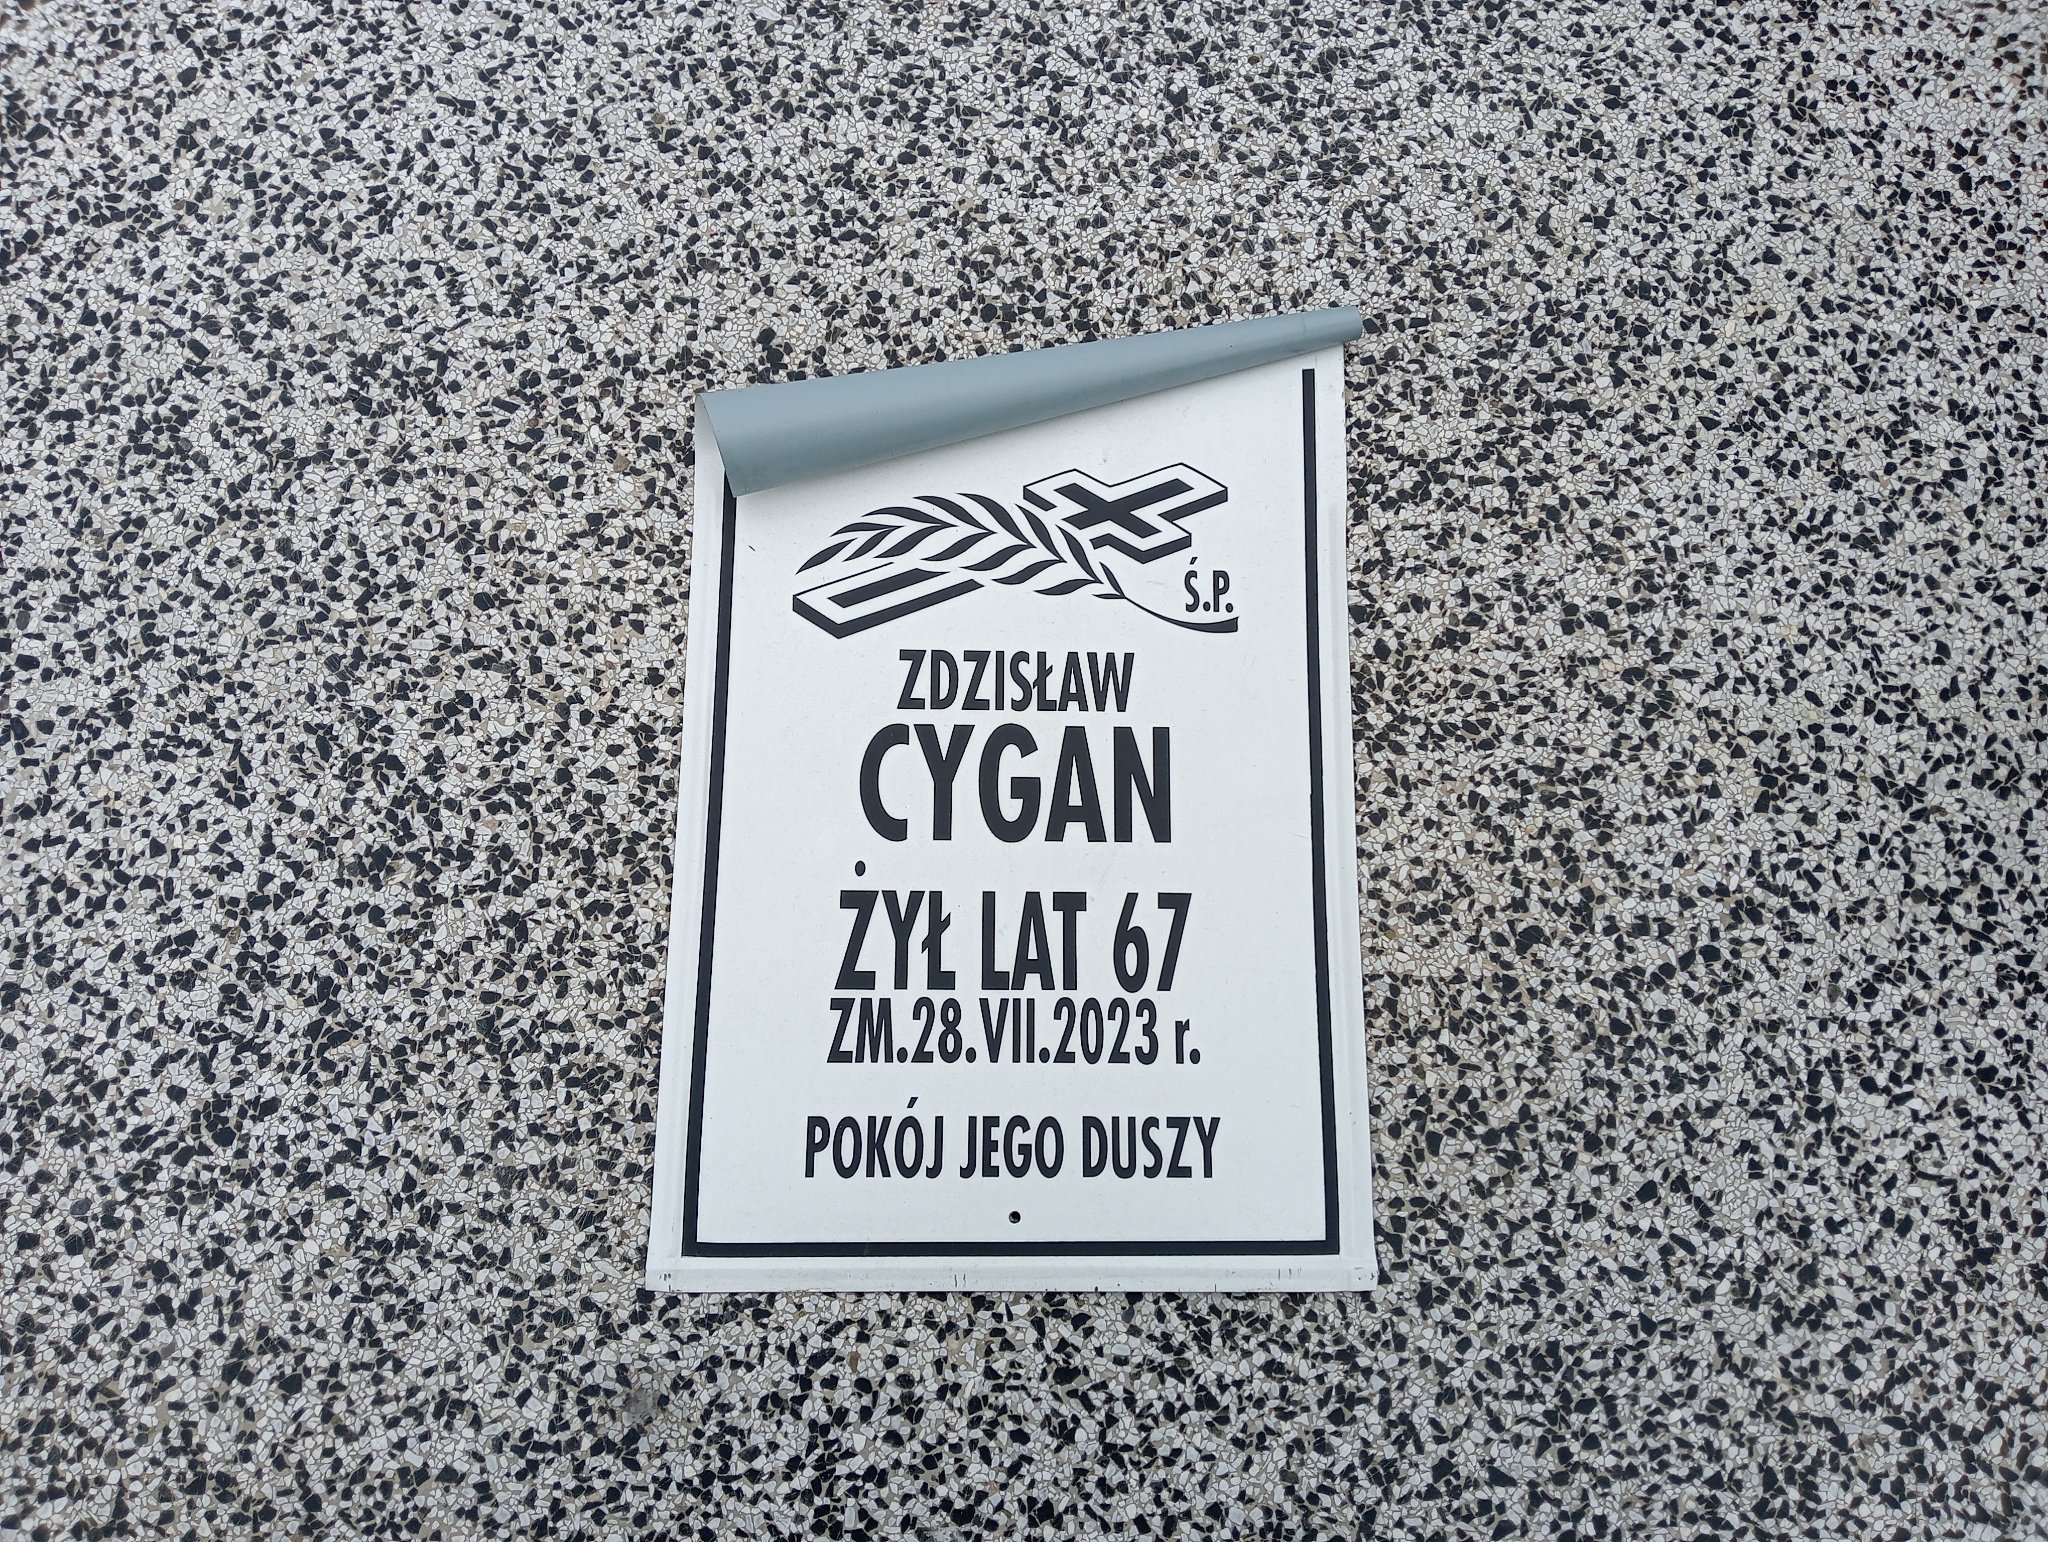 Ś.P.
ZDZISŁAW
CYGAN
ŻYŁ LAT 67
ZM.28.VII.2023 r.
POKÓJ JEGO DUSZY